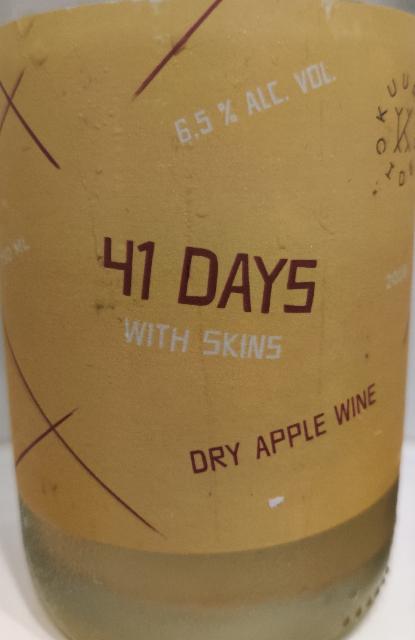 6,5 % ALC. VOL.
41 DAYS
WITH SKINS
DRY APPLE WINE